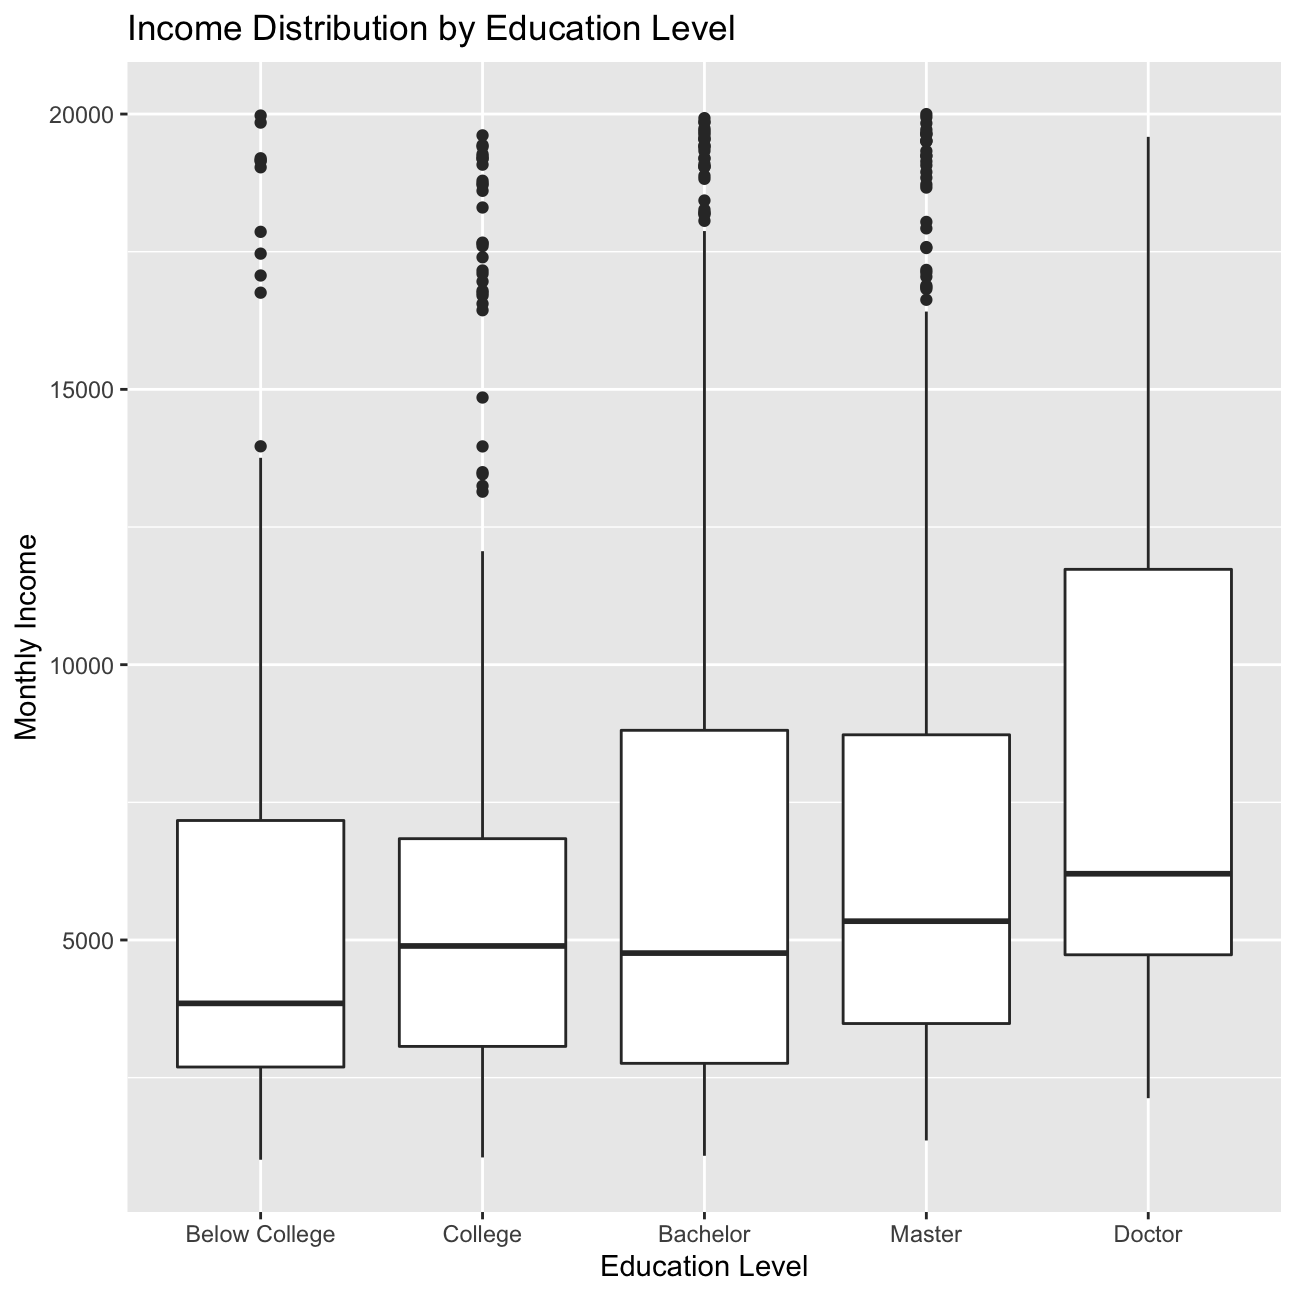 Income Distribution by Education Level
20000
15000
10000
5000
Monthly Income
Below College
College
Bachelor
Master
Doctor
Education Level